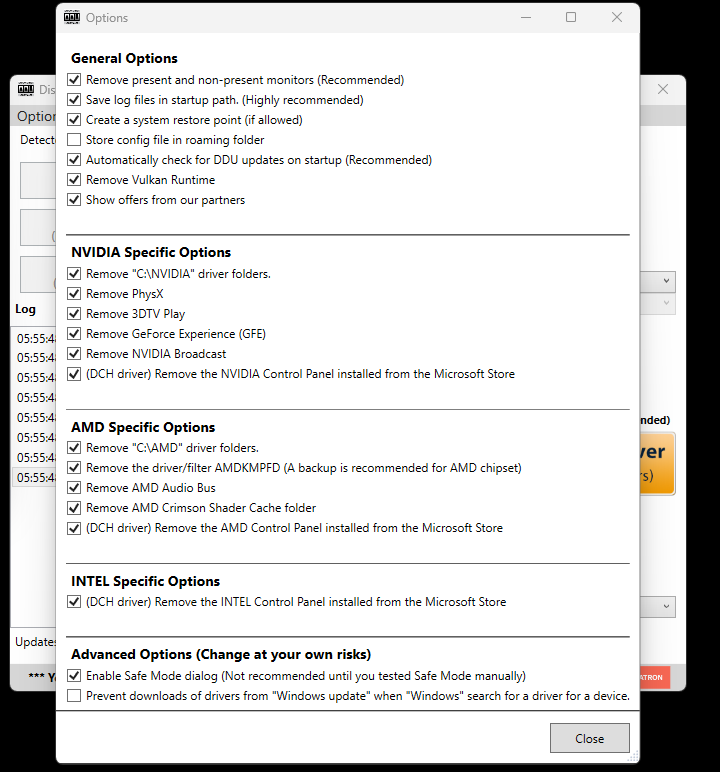 DDU
Options
General Options
Remove present and non-present monitors (Recommended)
Save log files in startup path. (Highly recommended)
Create a system restore point (if allowed)
Store config file in roaming folder
Automatically check for DDU updates on startup (Recommended)
Remove Vulkan Runtime
Show offers from our partners
NVIDIA Specific Options
Remove "C:\NVIDIA" driver folders.
Remove PhysX
Remove 3DTV Play
Remove GeForce Experience (GFE)
Remove NVIDIA Broadcast
(DCH driver) Remove the NVIDIA Control Panel installed from the Microsoft Store
AMD Specific Options
Remove "C:\AMD" driver folders.
Remove the driver/filter AMDKMPFD (A backup is recommended for AMD chipset)
Remove AMD Audio Bus
Remove AMD Crimson Shader Cache folder
(DCH driver) Remove the AMD Control Panel installed from the Microsoft Store
INTEL Specific Options
(DCH driver) Remove the INTEL Control Panel installed from the Microsoft Store
Advanced Options (Change at your own risks)
Enable Safe Mode dialog (Not recommended until you tested Safe Mode manually)
Prevent downloads of drivers from "Windows update" when "Windows" search for a driver for a device.
Close
DDU
Dis
Option
Detect
(
(
Log
05:55:48
05:55:48
05:55:48
05:55:48
05:55:48
05:55:48
05:55:48
05:55:48
Updates
*** Y
nded)
ver
s)
ATRON